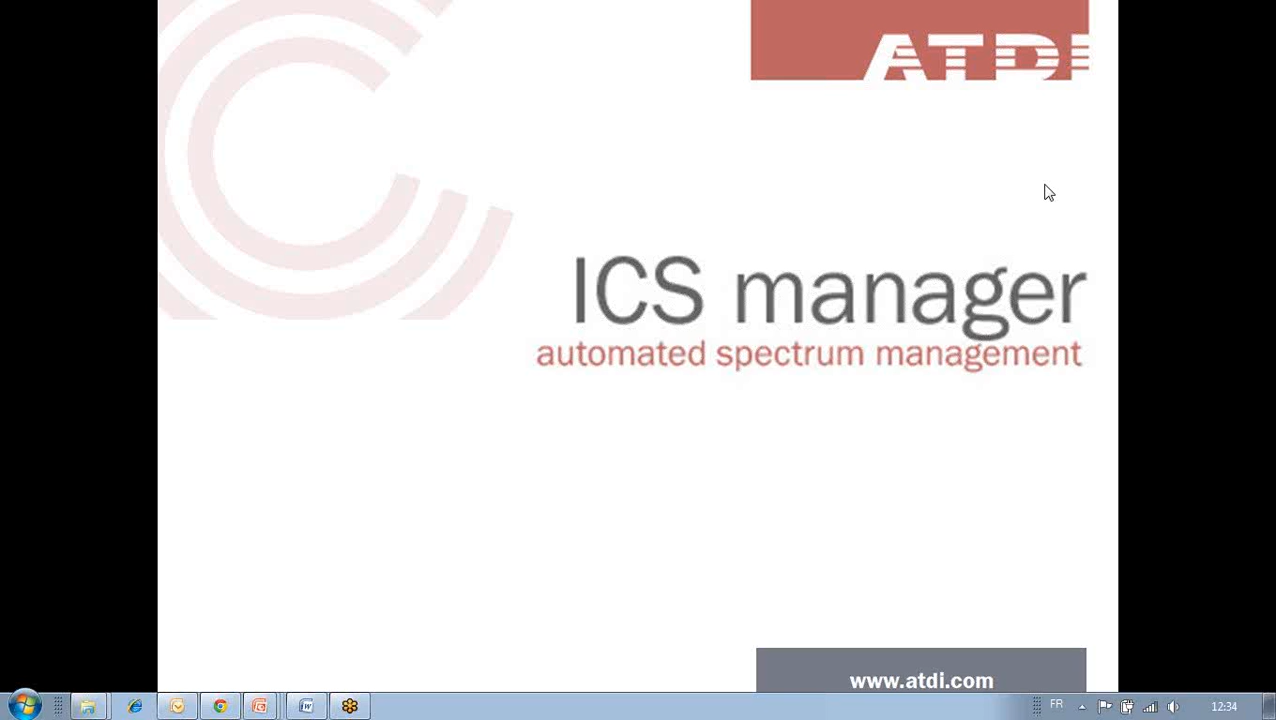 ATDI
ICS manager
automated spectrum management
www.atdi.com
FR
12:34